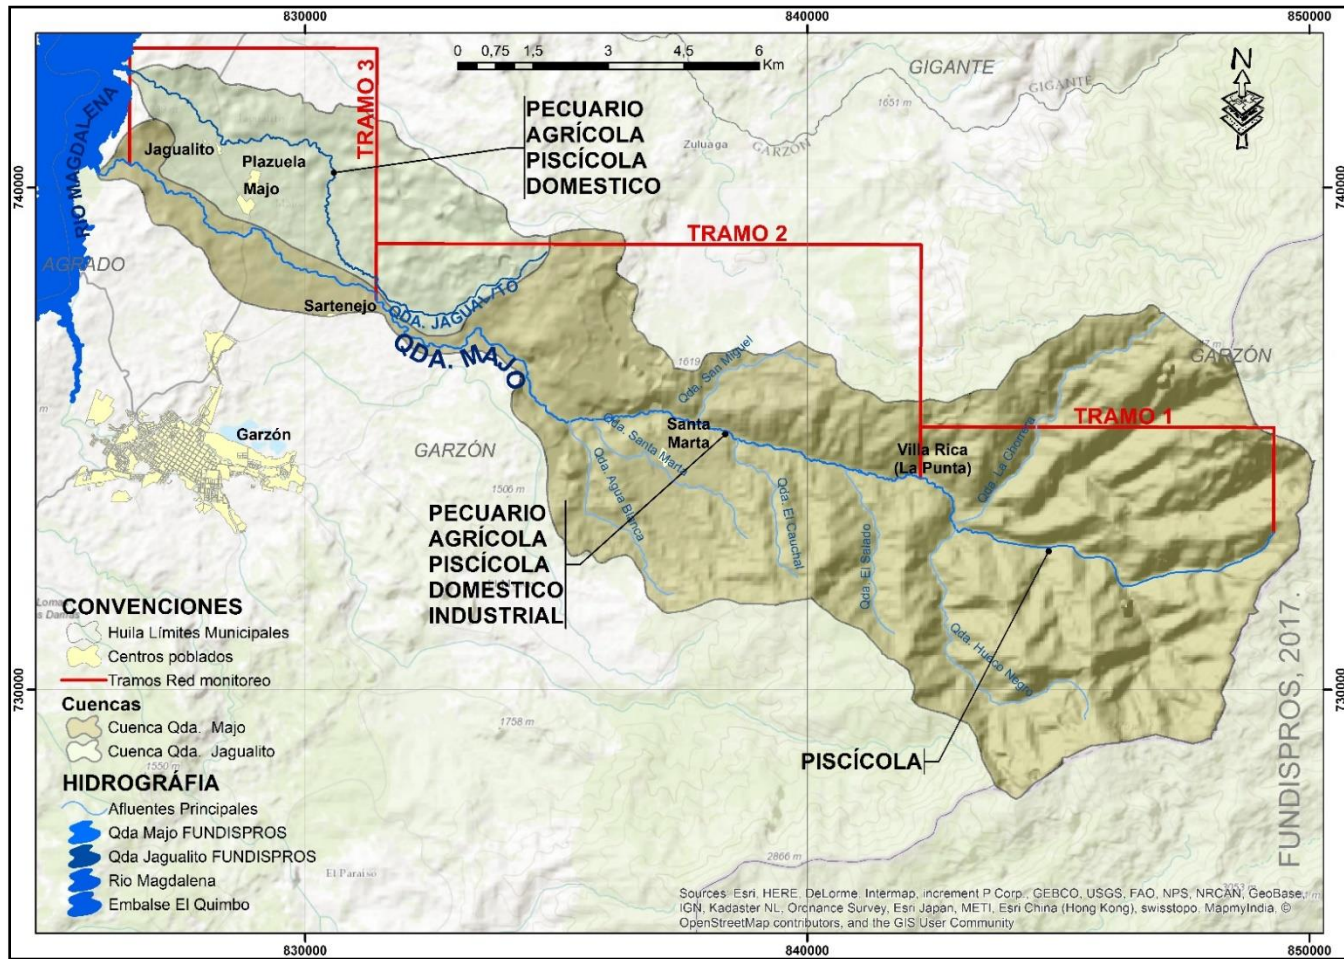 830000
840000
850000
0 0,75 1,5 3 4,5 6
Km
N
GIGANTE
GIGANTE
GARZÓN
1651 m
Zuluaga
TRAMO 3
PECUARIO
AGRÍCOLA
PISCÍCOLA
DOMESTICO
Jagualito
Plazuela
Majo
RIO MAGDALENA
740000
740000
AGRADO
TRAMO 2
Sartenejo
QDA. JAGUALITO
QDA. MAJO
1619 m
Qda. San Miguel
GARZÓN
TRAMO 1
Santa
Marta
Qda. Santa Marta
Villa Rica
(La Punta)
Qda. La Chorrera
Garzón
GARZÓN
1506 m
Qda. Agua Blanca
Qda. El Cauchal
Qda. El Salado
Qda. Hueco Negro
PECUARIO
AGRÍCOLA
PISCÍCOLA
DOMESTICO
INDUSTRIAL
PISCÍCOLA
730000
730000
1758 m
1550 m
2866 m
3053 m
El Paraíso
CONVENCIONES
Huila Límites Municipales
Centros poblados
Tramos Red monitoreo
Cuencas
Cuenca Qda. Majo
Cuenca Qda. Jagualito
HIDROGRÁFIA
Afluentes Principales
Qda Majo FUNDISPROS
Qda Jagualito FUNDISPROS
Rio Magdalena
Embalse El Quimbo
FUNDISPROS, 2017.
Sources: Esri, HERE, DeLorme, Intermap, increment P Corp., GEBCO, USGS, FAO, NPS, NRCAN, GeoBase,
IGN, Kadaster NL, Ordnance Survey, Esri Japan, METI, Esri China (Hong Kong), swisstopo, MapmyIndia, ©
OpenStreetMap contributors, and the GIS User Community
830000
840000
850000